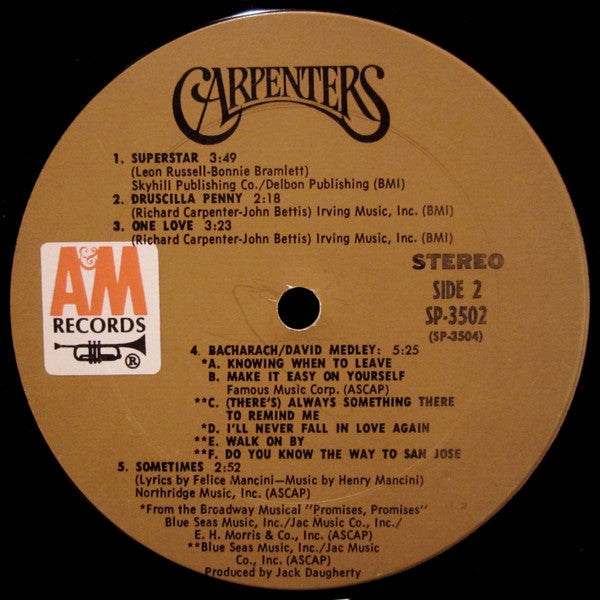 CARPENTERS
1. SUPERSTAR 3:49
(Leon Russell-Bonnie Bramlett)
Skyhill Publishing Co./Delbon Publishing (BMI)
2. DRUSCILLA PENNY 2:18
(Richard Carpenter-John Bettis) Irving Music, Inc. (BMI)
3. ONE LOVE 3:23
(Richard Carpenter-John Bettis) Irving Music, Inc. (BMI)
A&M
RECORDS
®
STEREO
SIDE 2
SP-3502
(SP-3504)
4. BACHARACH/DAVID MEDLEY: 5:25
*A. KNOWING WHEN TO LEAVE
B. MAKE IT EASY ON YOURSELF
Famous Music Corp. (ASCAP)
**C. (THERE'S) ALWAYS SOMETHING THERE
TO REMIND ME
*D. I'LL NEVER FALL IN LOVE AGAIN
**E. WALK ON BY
**F. DO YOU KNOW THE WAY TO SAN JOSE
5. SOMETIMES 2:52
(Lyrics by Felice Mancini—Music by Henry Mancini)
Northridge Music, Inc. (ASCAP)
*From the Broadway Musical "Promises, Promises"
Blue Seas Music, Inc./Jac Music Co., Inc./
E. H. Morris & Co., Inc. (ASCAP)
**Blue Seas Music, Inc./Jac Music
Co., Inc. (ASCAP)
Produced by Jack Daugherty